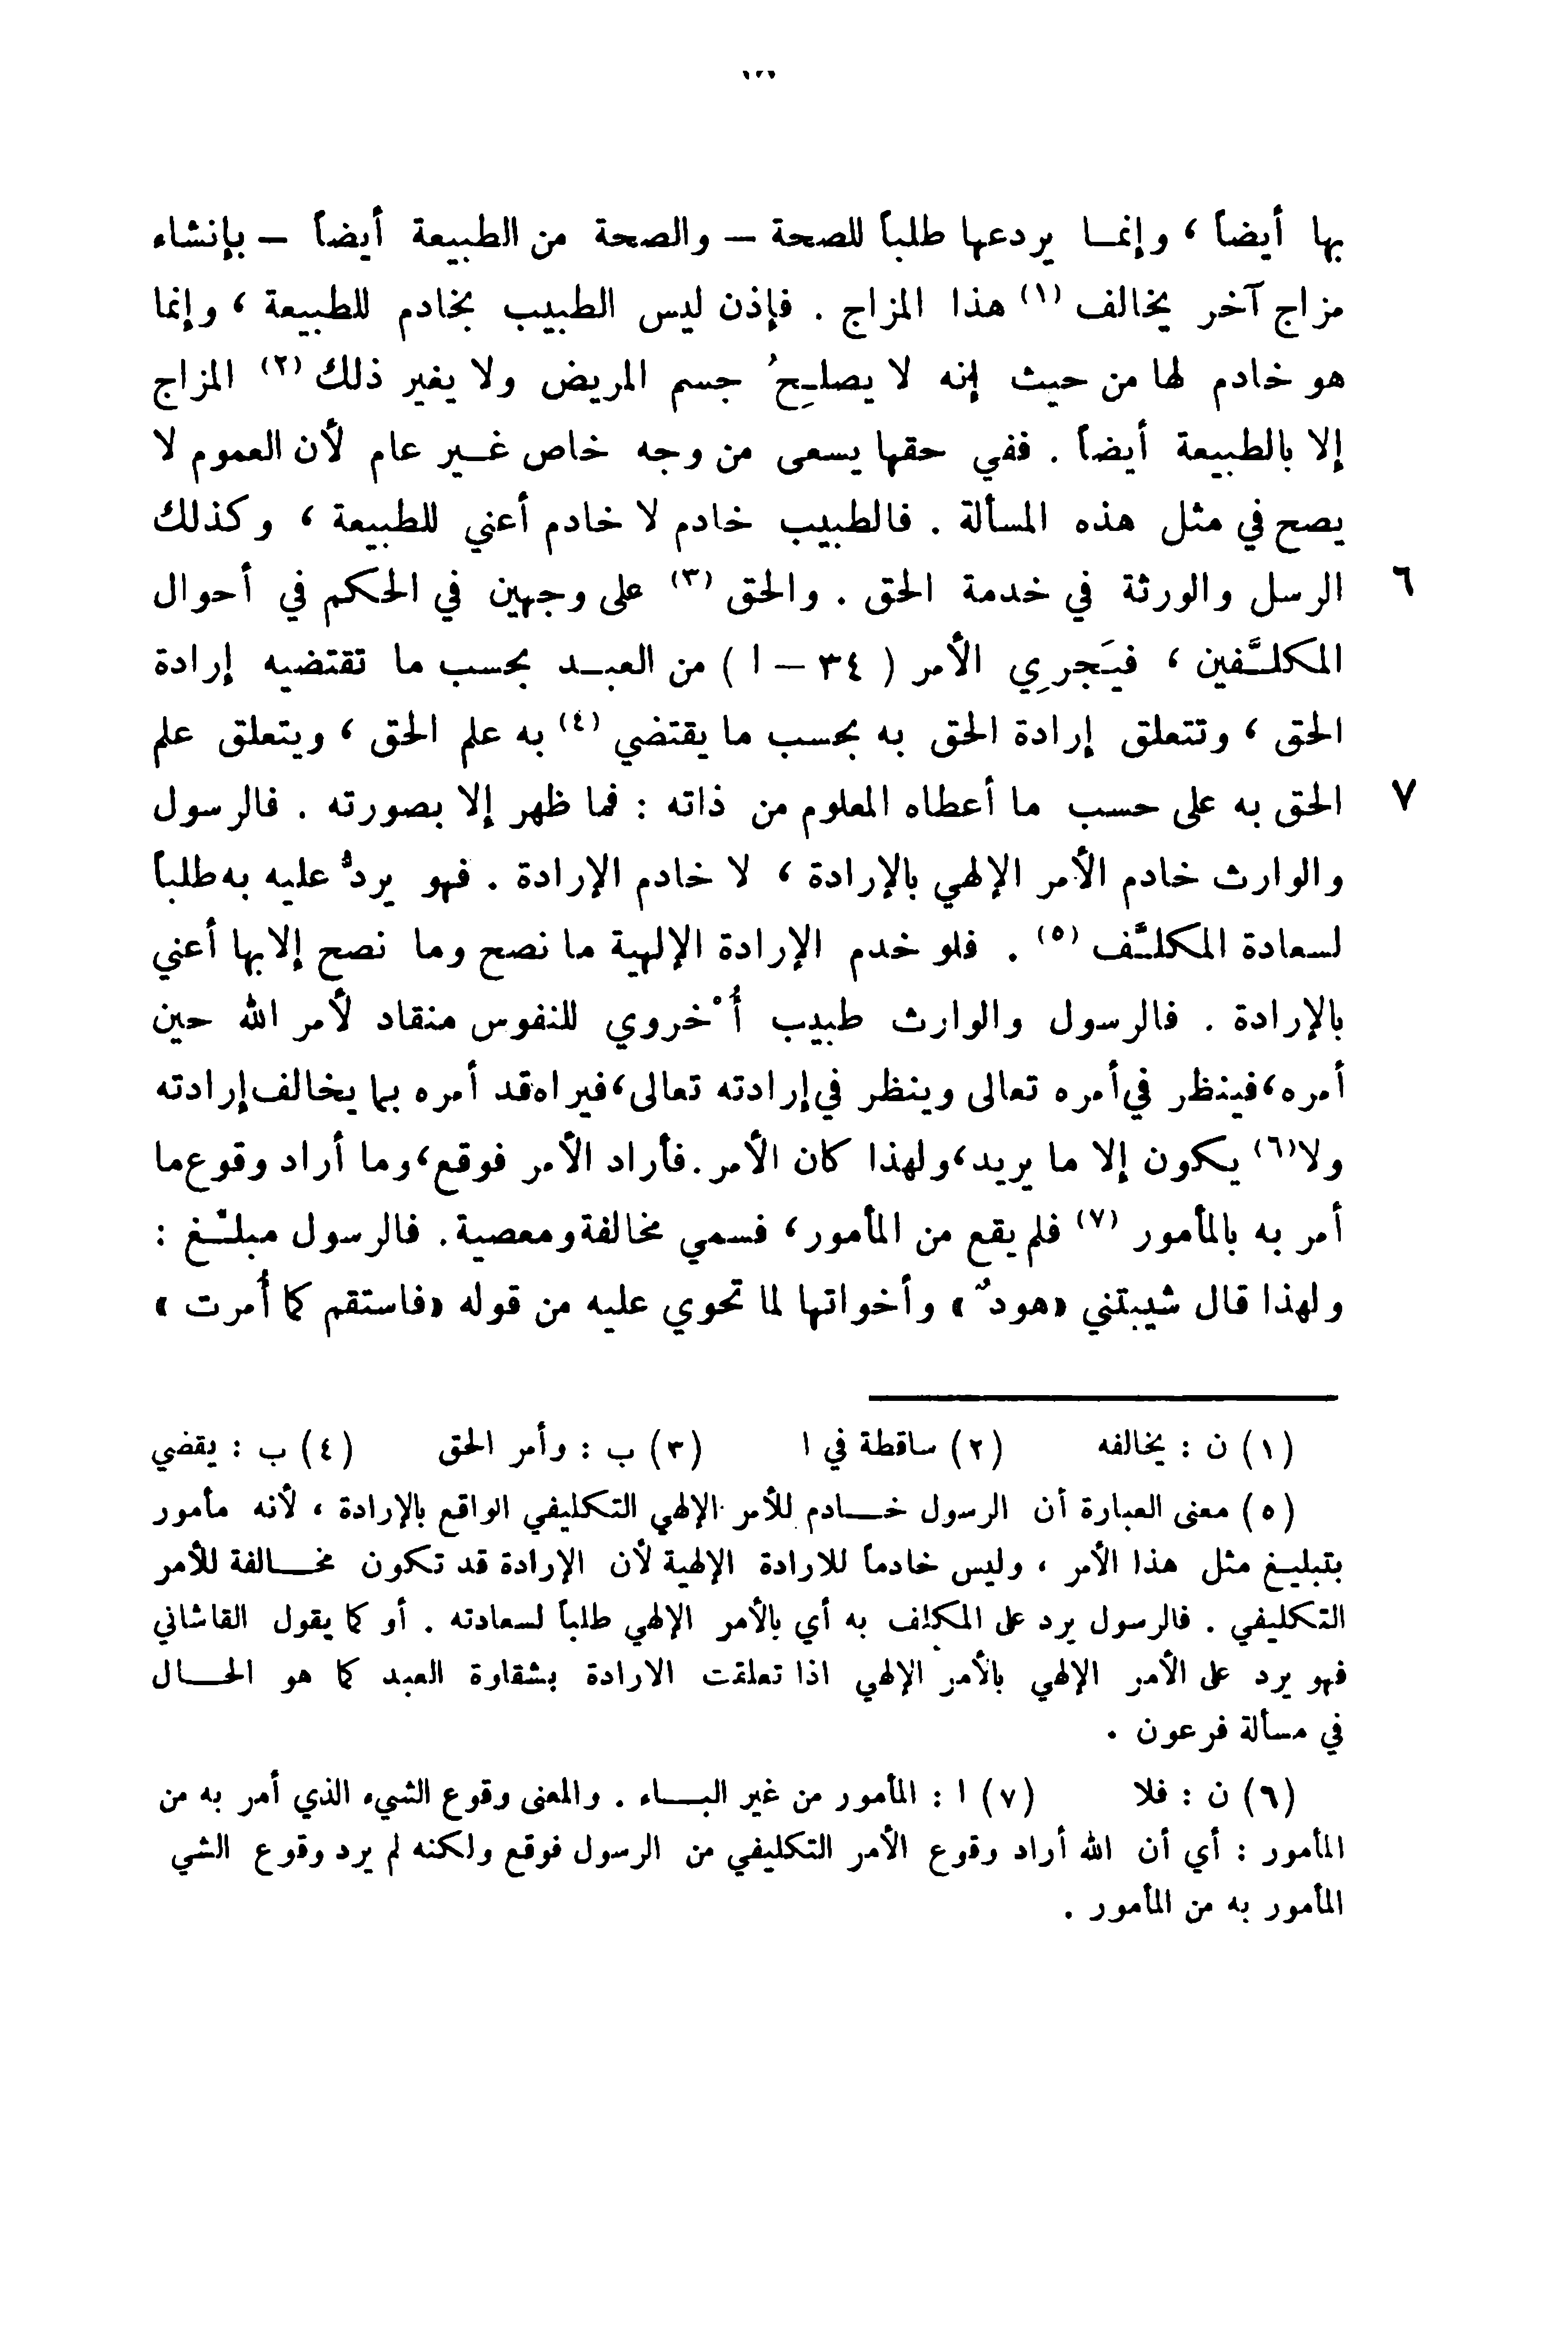 بها أيضاً ، وإنمـا يردعها طلباً للصحة – والصحة من الطبيعة أيضاً – بإنشاء
مزاج آخر يخالف (١) هذا المزاج . فإذن ليس الطبيب بخادم للطبيعة ، وإنما
هو خادم لها من حيث إنه لا يصلِحُ جسم المريض ولا يغير ذلك (٢) المزاج
إلا بالطبيعة أيضاً . ففي حقها يسعى من وجه خاص غـير عام لأن العموم لا
يصح في مثل هذه المسألة . فالطبيب خادم لا خادم أعني للطبيعة ، وكذلك
٦ الرسل والورثة في خدمة الحق . والحق (٣) على وجهين في الحكم في أحوال
المكلَّفين ، فيَجرِي الأمر ( ٣٤ – ا ) من العبـد بحسب ما تقتضيه إرادة
الحق ، وتتعلق إرادة الحق به بحسب ما يقتضي (٤) به علم الحق ، ويتعلق علم
٧ الحق به على حسب ما أعطاه المعلوم من ذاته : فما ظهر إلا بصورته . فالرسول
والوارث خادم الأمر الإلهي بالإرادة ، لا خادم الإرادة . فهو يردُّ عليه به طلباً
لسعادة المكلَّف (٥) . فلو خدم الإرادة الإلهية ما نصح وما نصح إلا بها أعني
بالإرادة . فالرسول والوارث طبيب أُخْروي للنفوس منقاد لأمر الله حين
أمره ، فينظر في أمره تعالى وينظر في إرادته تعالى ، فيراه قد أمره بما يخالف إرادته
ولا (٦) يكون إلا ما يريد ، ولهذا كان الأمر . فأراد الأمر فوقع ، وما أراد وقوع ما
أمر به بالمأمور (٧) فلم يقع من المأمور ، فسمي مخالفة ومعصية . فالرسول مبلِّغ :
ولهذا قال شيبتني «هودٌ» وأخواتها لما تحوي عليه من قوله «فاستقم كما أُمرت »
(١) ن : يخالفه (٢) ساقطة في ا (٣) ب : وأمر الحق (٤) ب : يقضي
(٥) معنى العبارة أن الرسول خـادم للأمر الإلهي التكليفي الواقع بالإرادة ، لأنه مأمور
بتبليـغ مثل هذا الأمر ، وليس خادماً للارادة الإلهية لأن الإرادة قد تكون مخـالفة للأمر
التكليفي . فالرسول يرد على المكلف به أي بالأمر الإلهي طلباً لسعادته . أو كما يقول القاشاني
فهو يرد على الأمر الإلهي بالأمر الإلهي اذا تعلقت الارادة بشقاوة العبد كما هو الحـال
في مسألة فرعون .
(٦) ن : فلا (٧) ا : المأمور من غير البـاء . والمعنى وقوع الشيء الذي أمر به من
المأمور : أي أن الله أراد وقوع الأمر التكليفي من الرسول فوقع ولكنه لم يرد وقوع الشي
المأمور به من المأمور .